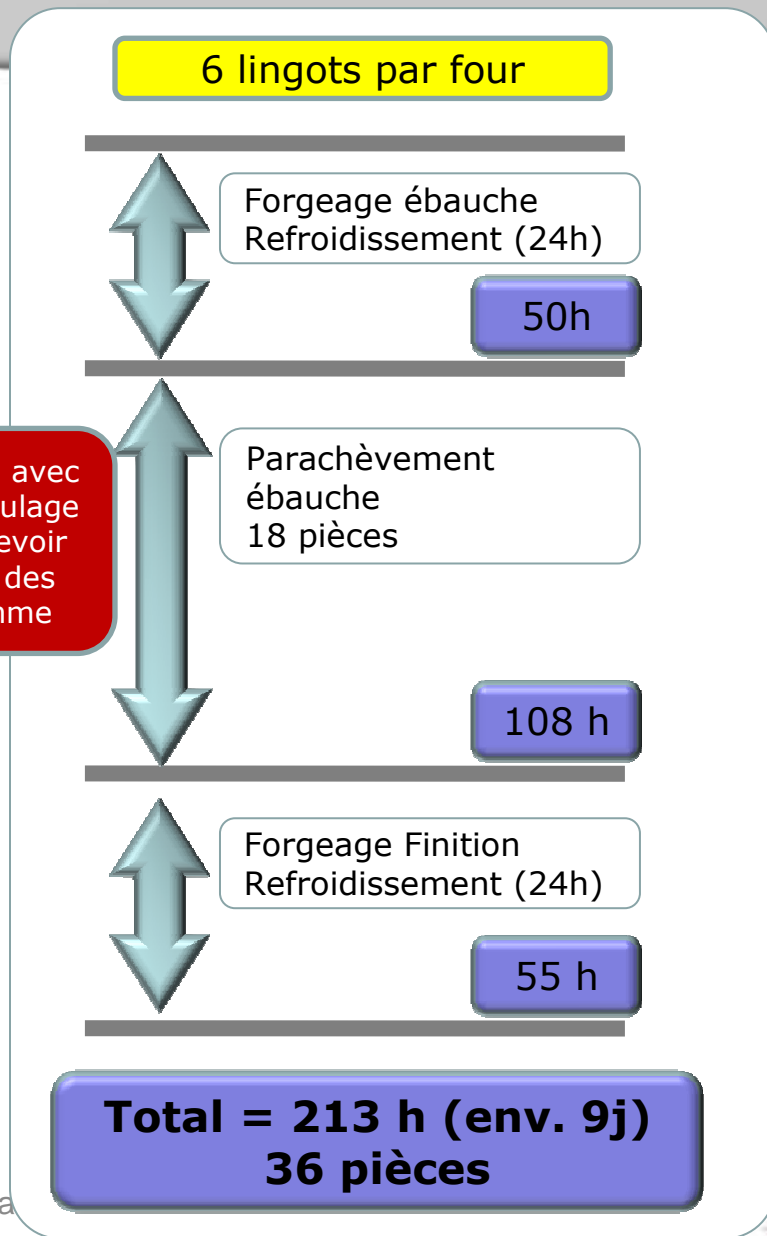 6 lingots par four
Forgeage ébauche
Refroidissement (24h)
50h
avec
ulage
evoir
des
nme
Parachèvement
ébauche
18 pièces
108 h
Forgeage Finition
Refroidissement (24h)
55 h
Total = 213 h (env. 9j)
36 pièces
a